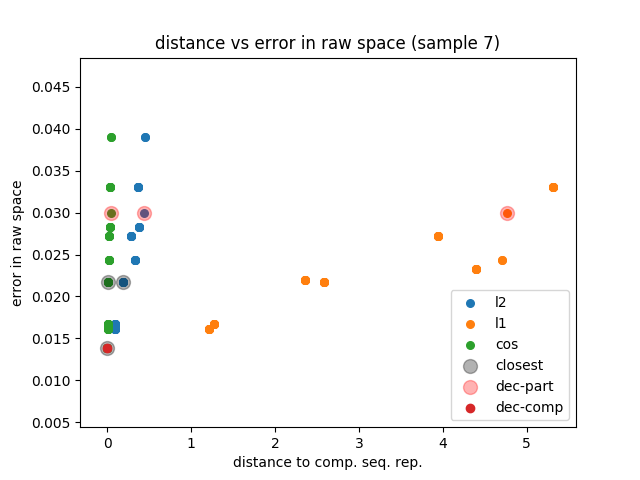 distance vs error in raw space (sample 7)
error in raw space
0.045
0.040
0.035
0.030
0.025
0.020
0.015
0.010
0.005
0
1
2
3
4
5
distance to comp. seq. rep.
l2
l1
cos
closest
dec-part
dec-comp